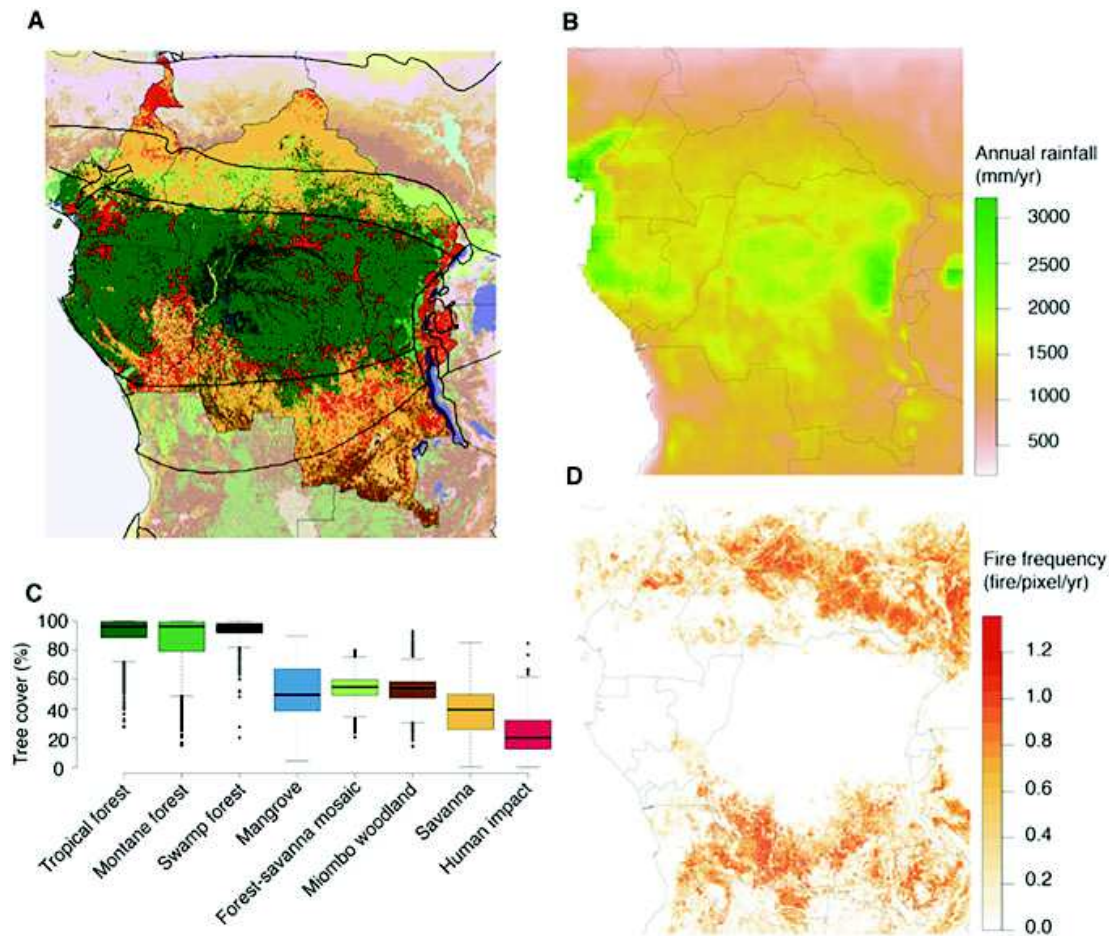 A
B
Annual rainfall
(mm/yr)
3000
2500
2000
1500
1000
500
C
Tree cover (%)
100
80
60
40
20
0
Tropical forest
Montane forest
Swamp forest
Mangrove
Forest-savanna mosaic
Miombo woodland
Savanna
Human impact
D
Fire frequency
(fire/pixel/yr)
1.2
1.0
0.8
0.6
0.4
0.2
0.0